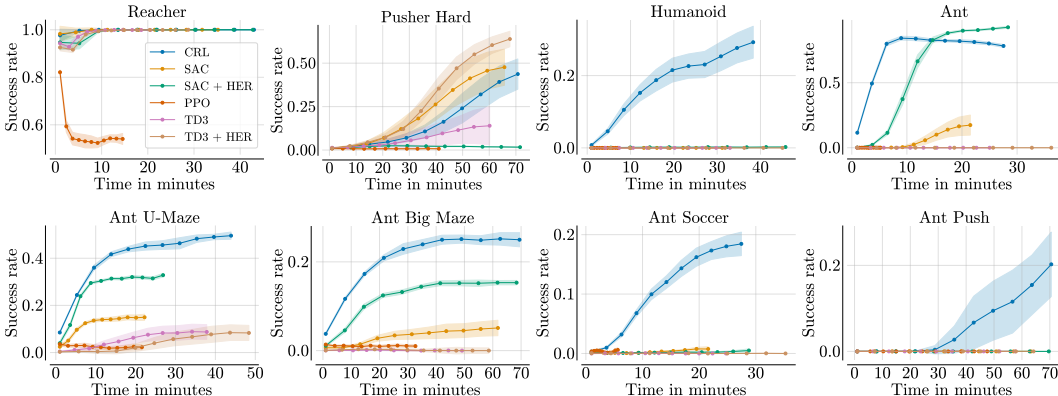 Reacher
Success rate
1.0
0.8
0.6
0
10
20
30
40
Time in minutes
CRL
SAC
SAC + HER
PPO
TD3
TD3 + HER
Pusher Hard
Success rate
0.50
0.25
0.00
0
10
20
30
40
50
60
70
Time in minutes
Humanoid
Success rate
0.2
0.0
0
10
20
30
40
Time in minutes
Ant
Success rate
0.5
0.0
0
10
20
30
Time in minutes
Ant U-Maze
Success rate
0.4
0.2
0.0
0
10
20
30
40
50
Time in minutes
Ant Big Maze
Success rate
0.2
0.0
0
10
20
30
40
50
60
70
Time in minutes
Ant Soccer
Success rate
0.2
0.1
0.0
0
10
20
30
Time in minutes
Ant Push
Success rate
0.2
0.0
0
10
20
30
40
50
60
70
Time in minutes